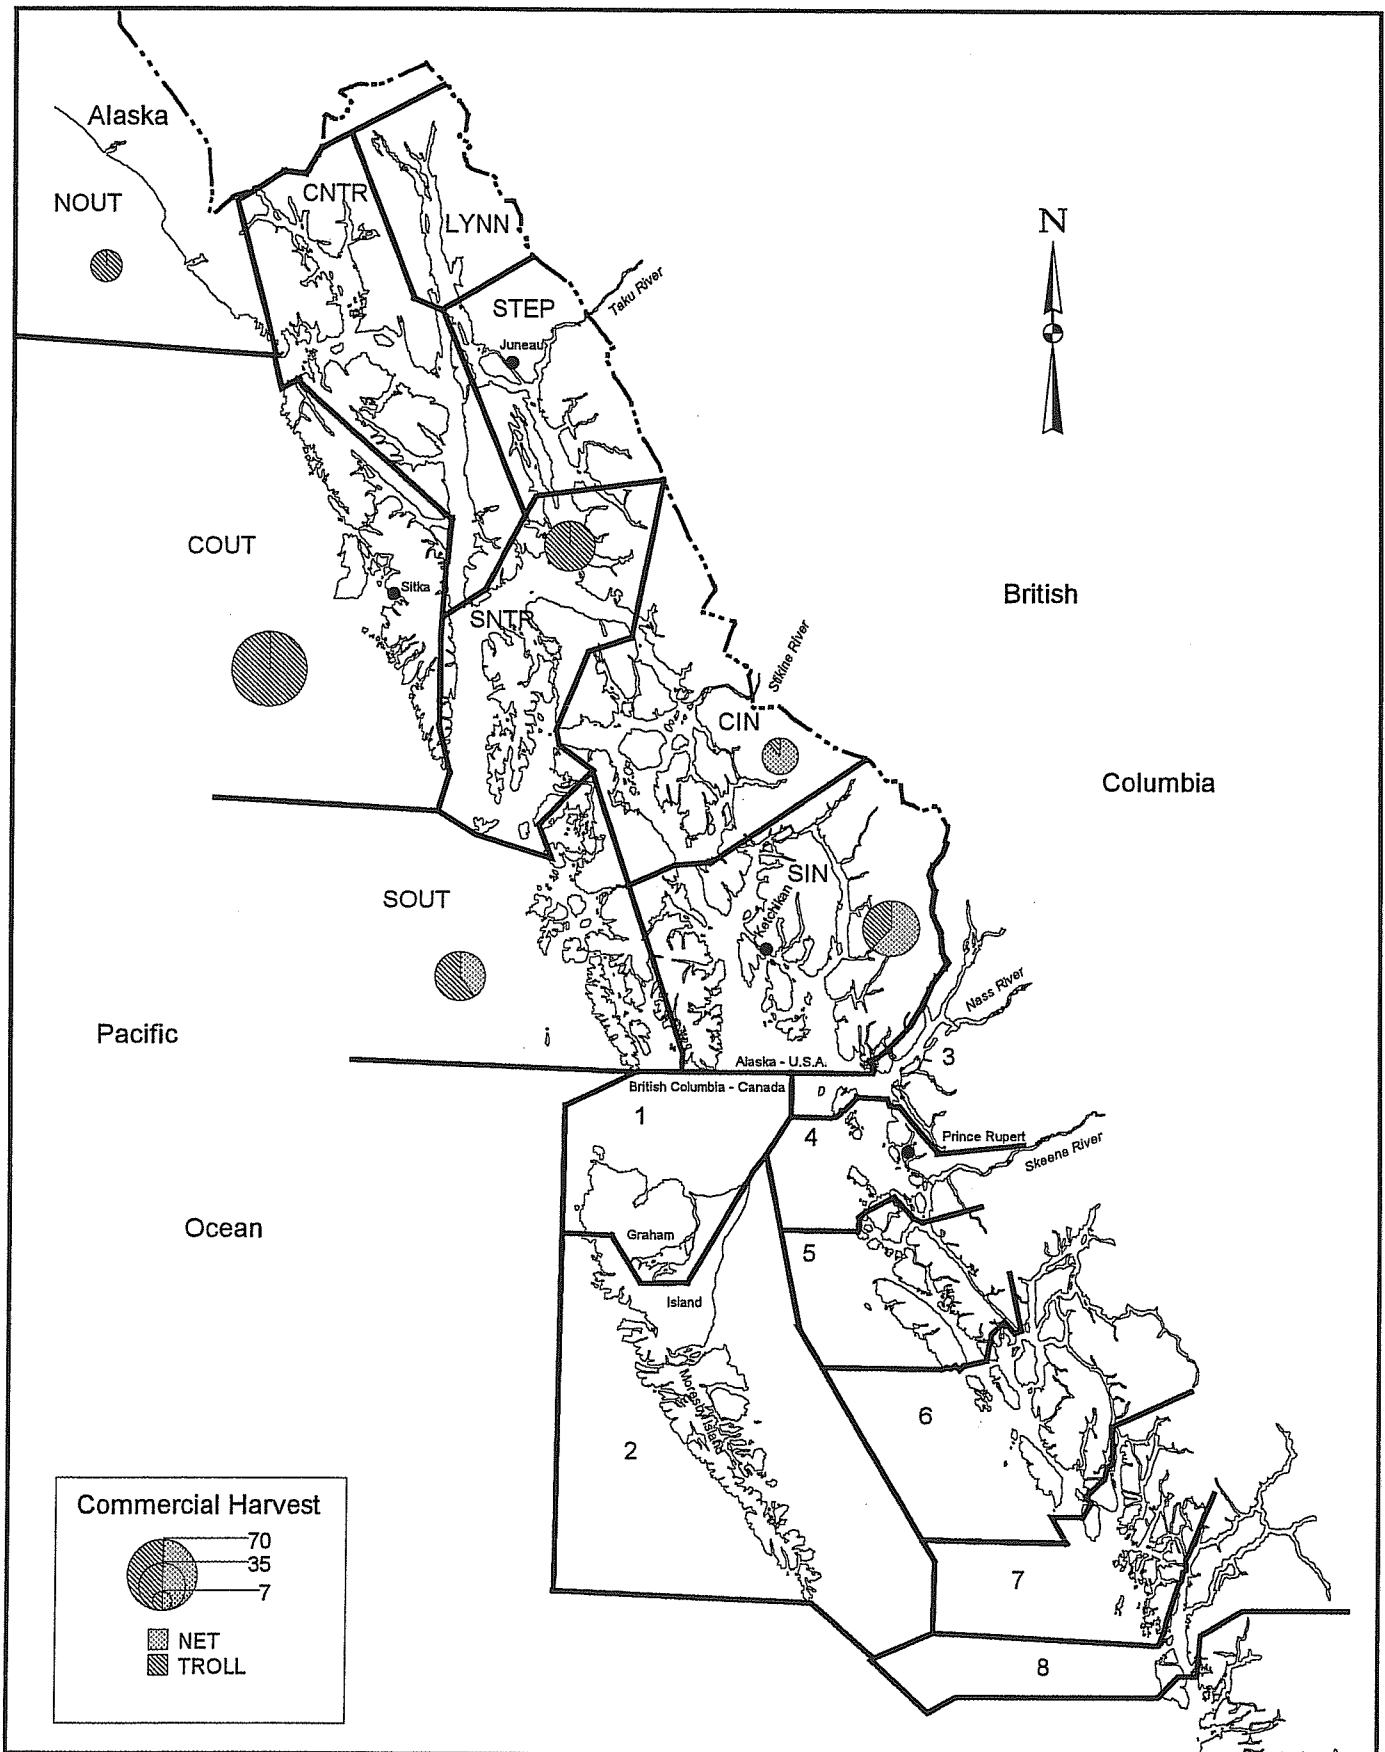 Alaska
NOUT
CNTR
LYNN
N
STEP
Taku River
Juneau
COUT
Sitka
SNTR
British
Stikine River
CIN
Columbia
SIN
Ketchikan
SOUT
Nass River
Pacific
3
Alaska - U.S.A.
British Columbia - Canada
1
4
Prince Rupert
Skeena River
Ocean
Graham
5
Island
Moresby Island
6
2
Commercial Harvest
70
35
7
NET
TROLL
7
8